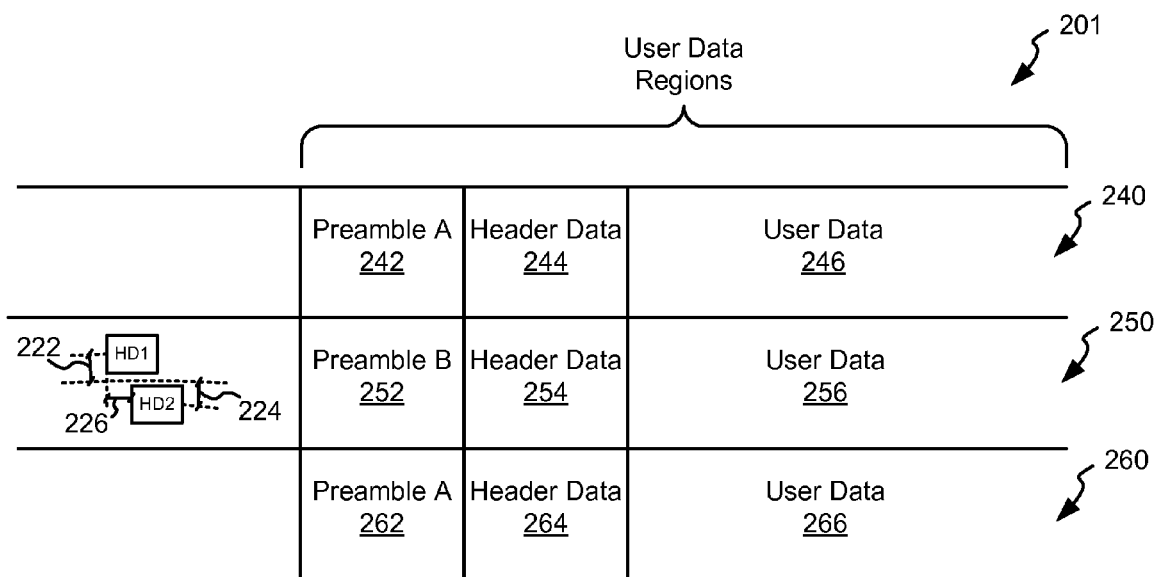 201
User Data
Regions
240
Preamble A Header Data User Data
242 244 246
250
222 HD1
Preamble B Header Data User Data
252 254 256
226 HD2 224
260
Preamble A Header Data User Data
262 264 266